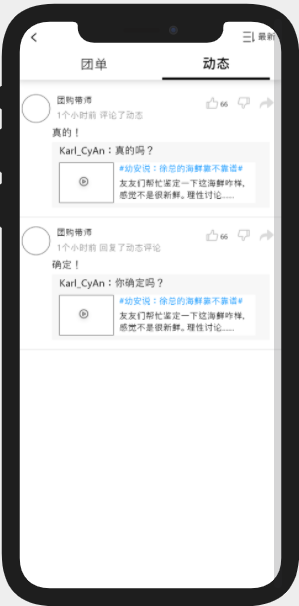 最新
团单
动态
团购带师
1个小时前 评论了动态
66
真的！
Karl_CyAn：真的吗？
#幼安说：徐总的海鲜靠不靠谱#
友友们帮忙鉴定一下这海鲜咋样，
感觉不是很新鲜。理性讨论......
团购带师
1个小时前 回复了动态评论
66
确定！
Karl_CyAn：你确定吗？
#幼安说：徐总的海鲜靠不靠谱#
友友们帮忙鉴定一下这海鲜咋样，
感觉不是很新鲜。理性讨论......